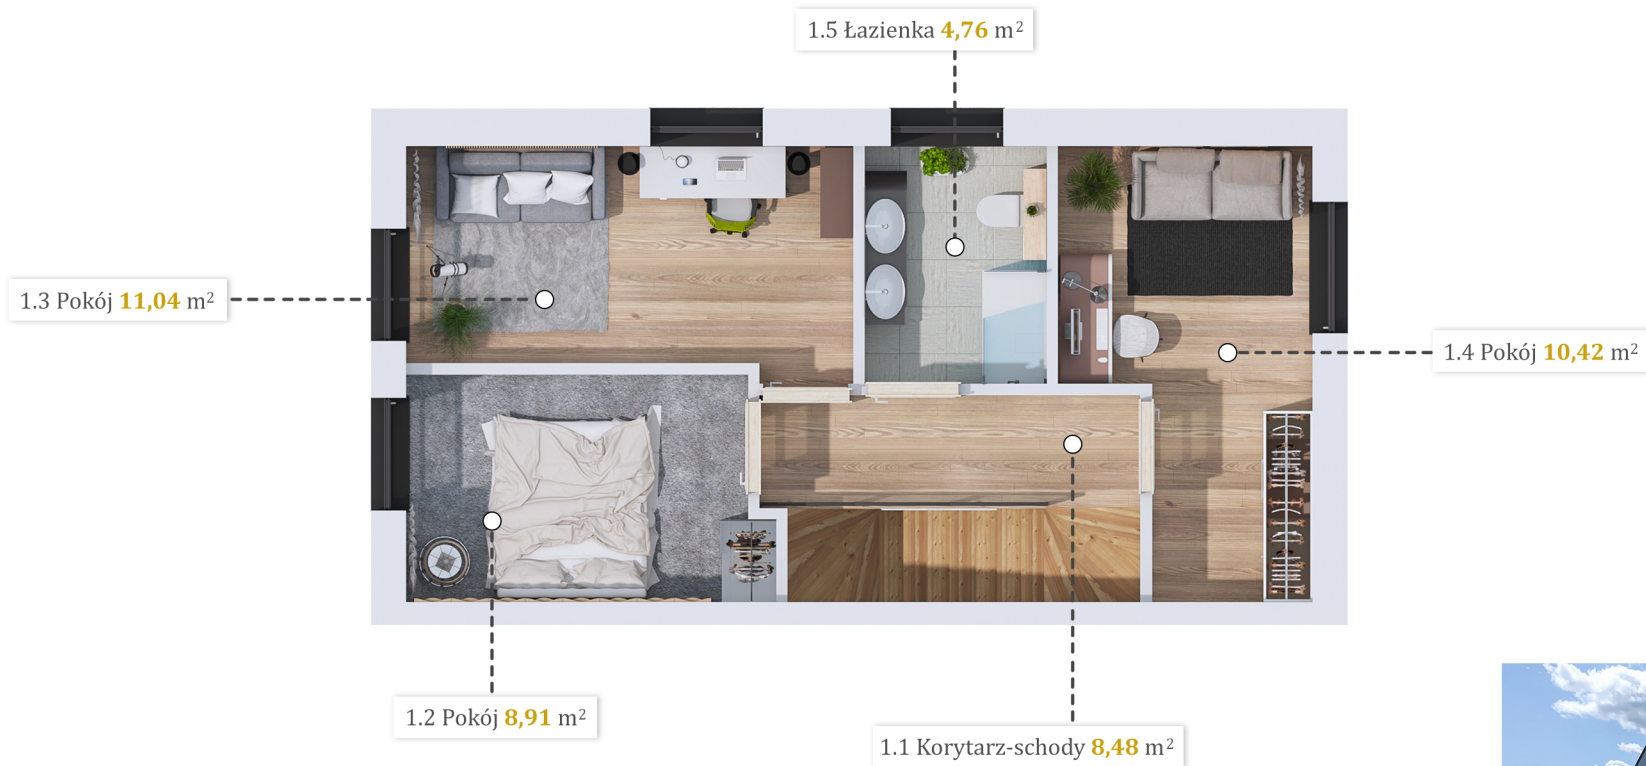 1.5 Łazienka 4,76 m²
1.3 Pokój 11,04 m²
1.4 Pokój 10,42 m²
1.2 Pokój 8,91 m²
1.1 Korytarz-schody 8,48 m²